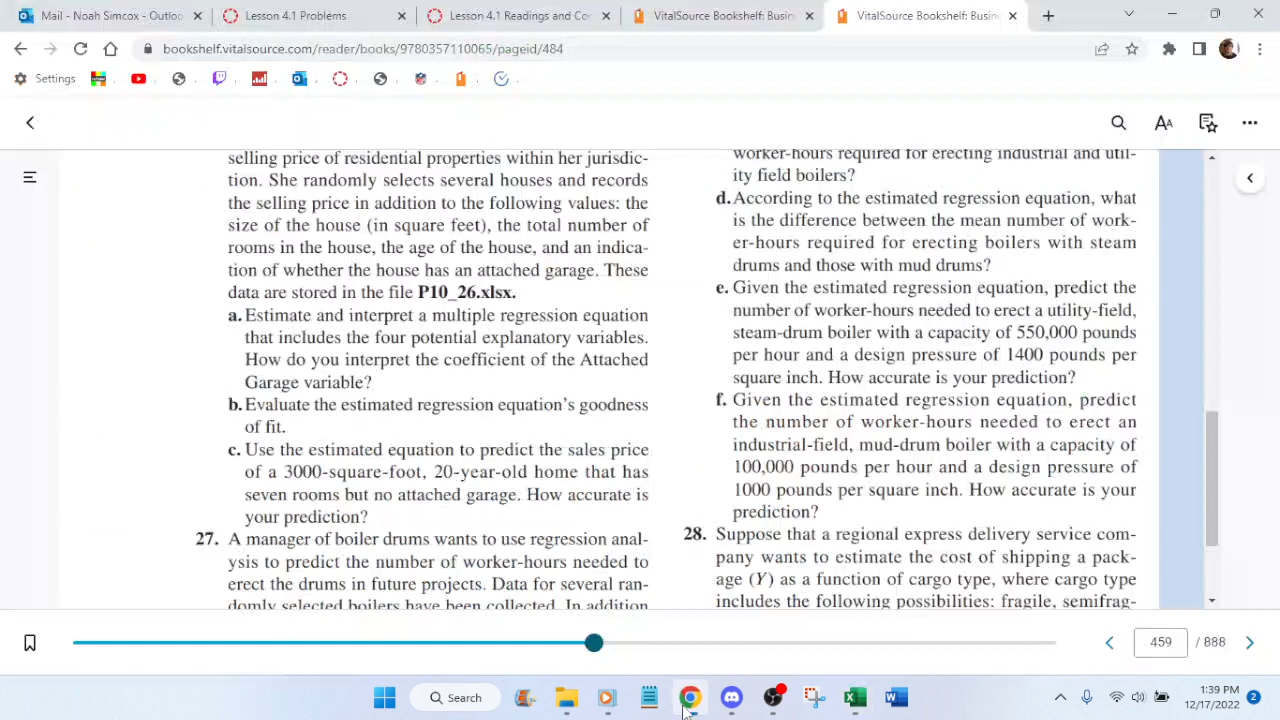 Mail - Noah Simcox - Outloo
Lesson 4.1 Problems
Lesson 4.1 Readings and Cor
VitalSource Bookshelf: Busin
VitalSource Bookshelf: Busin
bookshelf.vitalsource.com/reader/books/9780357110065/pageid/484
Settings
selling price of residential properties within her jurisdic-
tion. She randomly selects several houses and records
the selling price in addition to the following values: the
size of the house (in square feet), the total number of
rooms in the house, the age of the house, and an indica-
tion of whether the house has an attached garage. These
data are stored in the file P10_26.xlsx.
a. Estimate and interpret a multiple regression equation
that includes the four potential explanatory variables.
How do you interpret the coefficient of the Attached
Garage variable?
b. Evaluate the estimated regression equation's goodness
of fit.
c. Use the estimated equation to predict the sales price
of a 3000-square-foot, 20-year-old home that has
seven rooms but no attached garage. How accurate is
your prediction?
27. A manager of boiler drums wants to use regression anal-
ysis to predict the number of worker-hours needed to
erect the drums in future projects. Data for several ran-
domly selected boilers have been collected. In addition
worker-hours required for erecting industrial and util-
ity field boilers?
d. According to the estimated regression equation, what
is the difference between the mean number of work-
er-hours required for erecting boilers with steam
drums and those with mud drums?
e. Given the estimated regression equation, predict the
number of worker-hours needed to erect a utility-field,
steam-drum boiler with a capacity of 550,000 pounds
per hour and a design pressure of 1400 pounds per
square inch. How accurate is your prediction?
f. Given the estimated regression equation, predict
the number of worker-hours needed to erect an
industrial-field, mud-drum boiler with a capacity of
100,000 pounds per hour and a design pressure of
1000 pounds per square inch. How accurate is your
prediction?
28. Suppose that a regional express delivery service com-
pany wants to estimate the cost of shipping a pack-
age (Y) as a function of cargo type, where cargo type
includes the following possibilities: fragile, semifrag-
459 / 888
Search
1:39 PM
12/17/2022
2